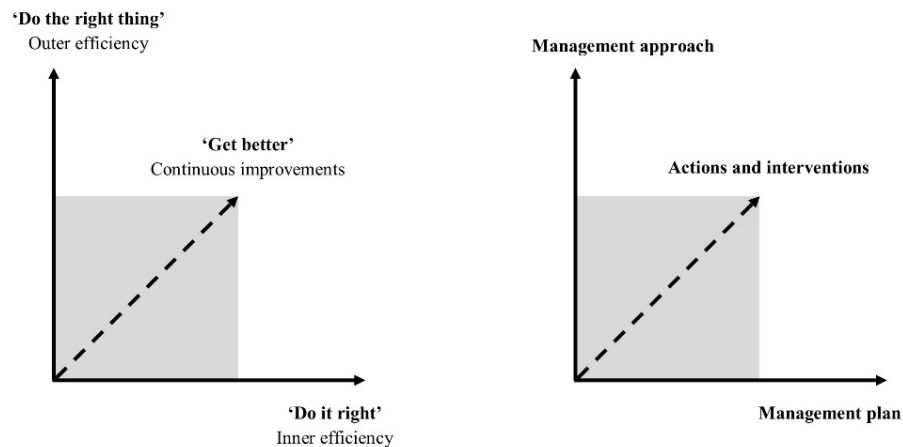 ‘Do the right thing’
Outer efficiency
‘Get better’
Continuous improvements
‘Do it right’
Inner efficiency
Management approach
Actions and interventions
Management plan